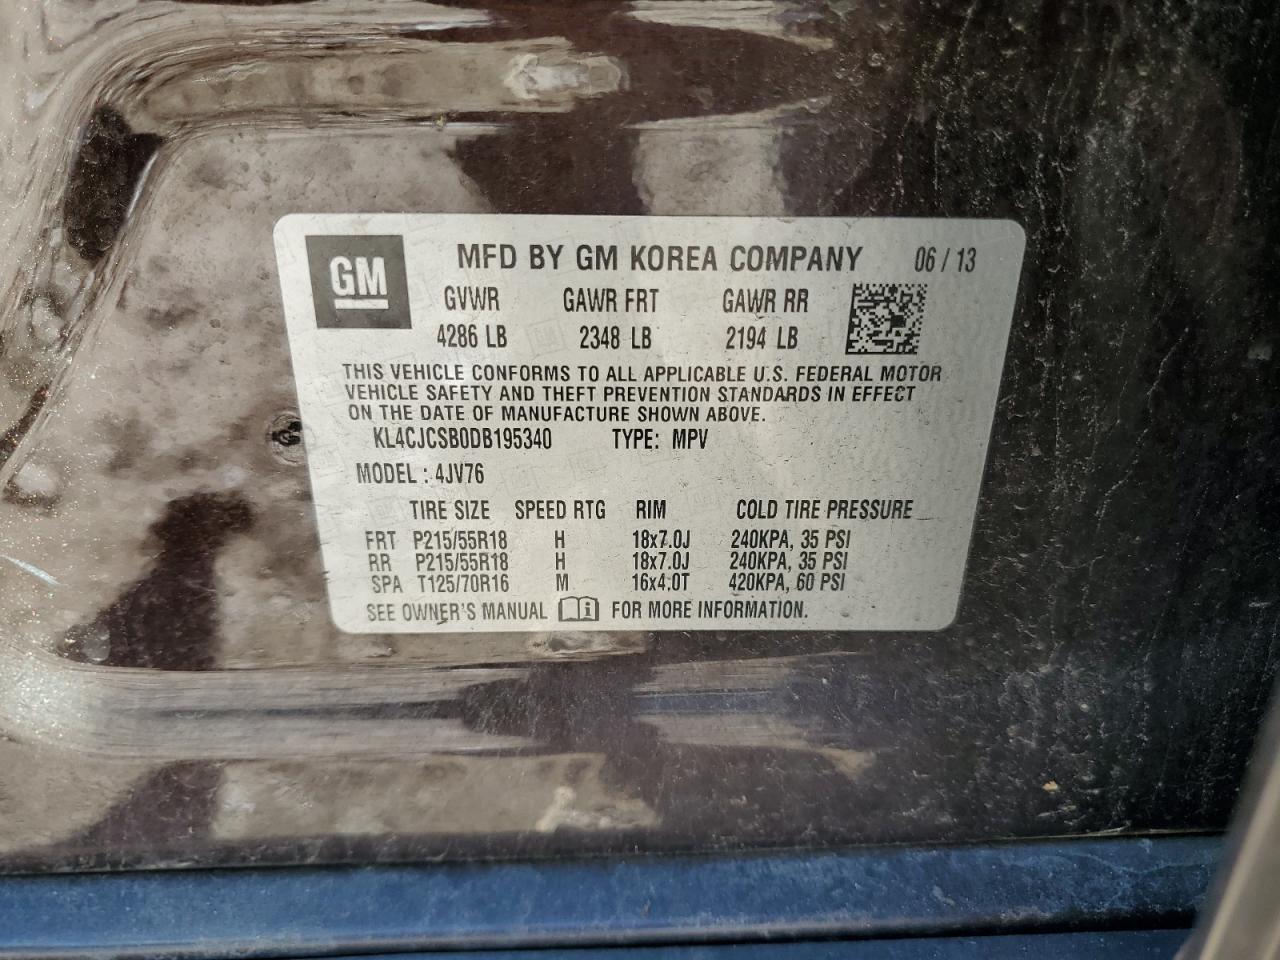 GM
MFD BY GM KOREA COMPANY 06 / 13
GVWR GAWR FRT GAWR RR
4286 LB 2348 LB 2194 LB
THIS VEHICLE CONFORMS TO ALL APPLICABLE U.S. FEDERAL MOTOR
VEHICLE SAFETY AND THEFT PREVENTION STANDARDS IN EFFECT
ON THE DATE OF MANUFACTURE SHOWN ABOVE.
KL4CJCSB0DB195340 TYPE: MPV
MODEL : 4JV76
TIRE SIZE SPEED RTG RIM COLD TIRE PRESSURE
FRT P215/55R18 H 18x7.0J 240KPA, 35 PSI
RR P215/55R18 H 18x7.0J 240KPA, 35 PSI
SPA T125/70R16 M 16x4.0T 420KPA, 60 PSI
SEE OWNER'S MANUAL FOR MORE INFORMATION.